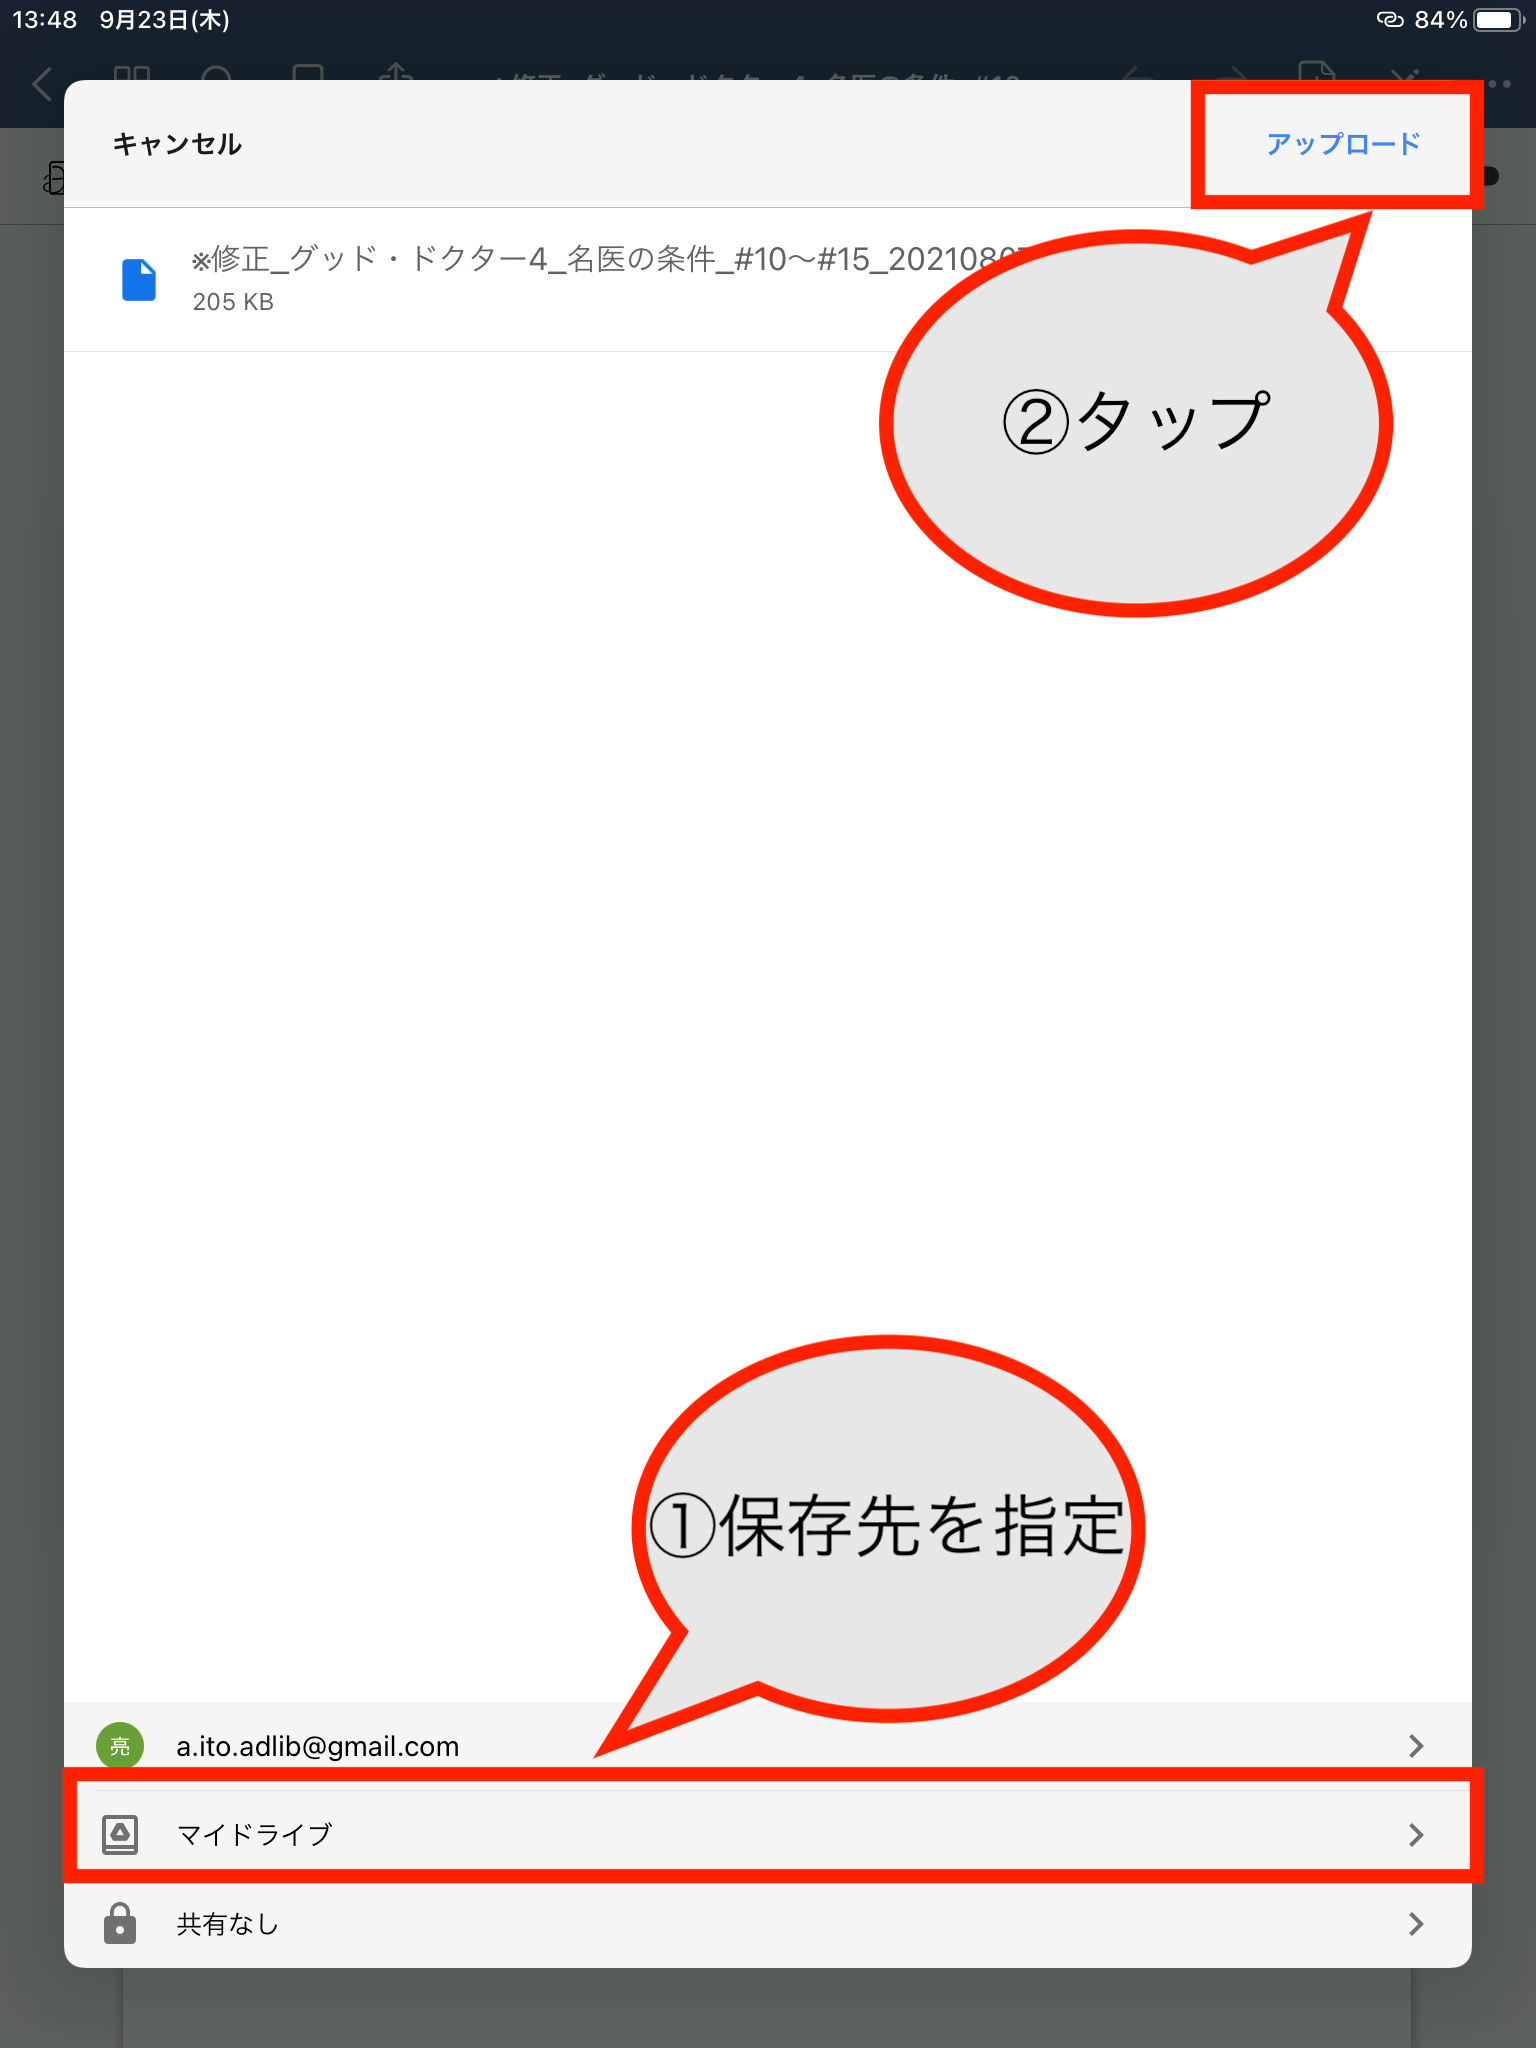 13:48 9月23日(木) 84%
キャンセル アップロード
※修正_グッド・ドクター4_名医の条件_#10〜#15_2021080
205 KB
②タップ
①保存先を指定
亮 a.ito.adlib@gmail.com
マイドライブ
共有なし